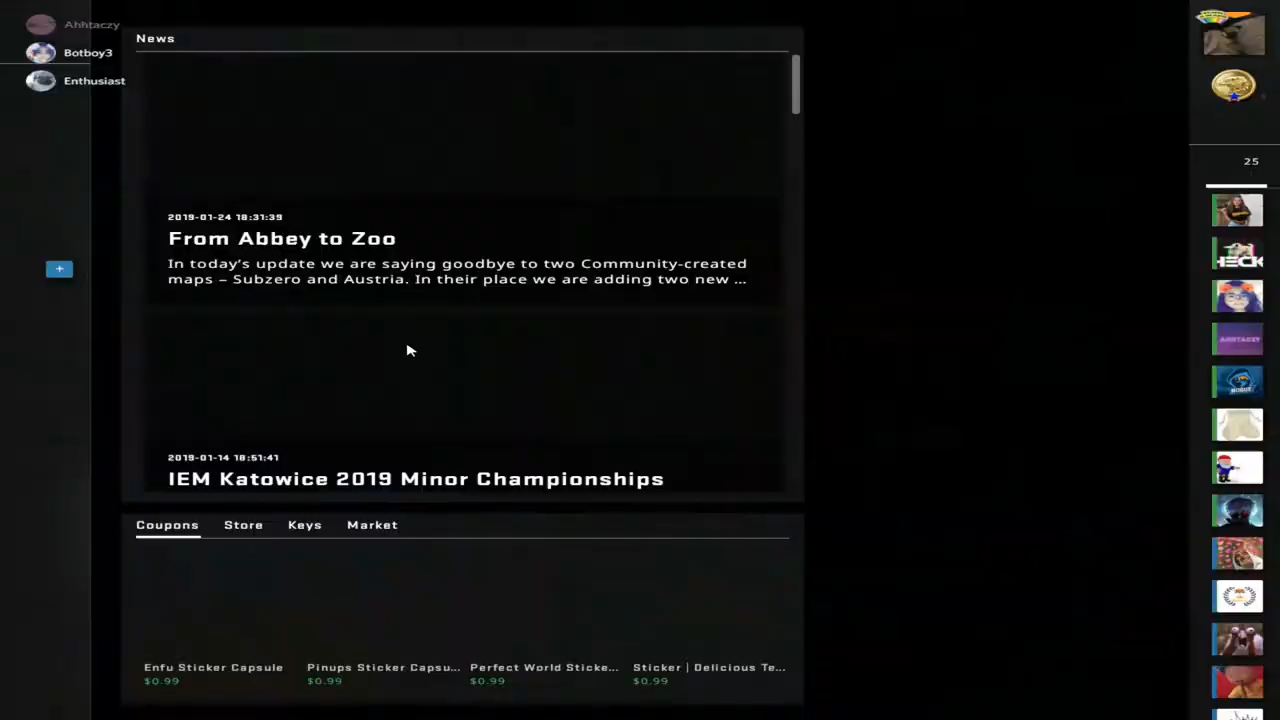 Ahhtaczy
Botboy3
Enthusiast
+
News
2019-01-24 18:31:39
From Abbey to Zoo
In today's update we are saying goodbye to two Community-created
maps – Subzero and Austria. In their place we are adding two new ...
2019-01-14 18:51:41
IEM Katowice 2019 Minor Championships
Coupons Store Keys Market
Enfu Sticker Capsule Pinups Sticker Capsu... Perfect World Sticke... Sticker | Delicious Te...
$0.99 $0.99 $0.99 $0.99
25
HECK
AHHTACZY